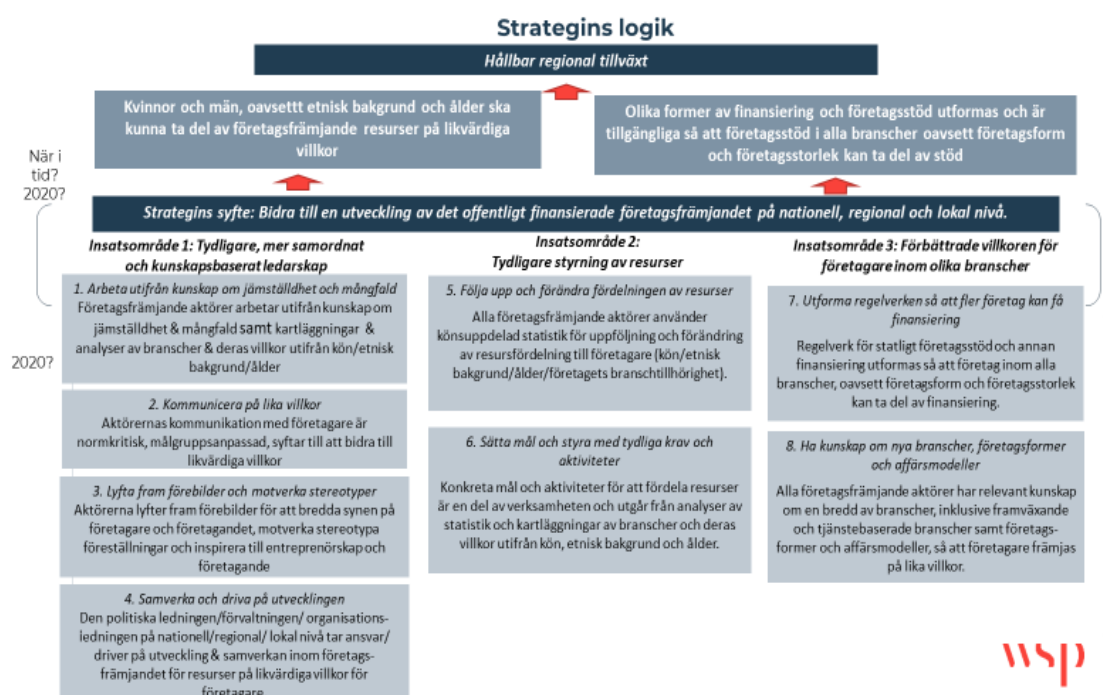 Strategins logik
Hållbar regional tillväxt
Kvinnor och män, oavsettt etnisk bakgrund och ålder ska
kunna ta del av företagsfrämjande resurser på likvärdiga
villkor
Olika former av finansiering och företagsstöd utformas och är
tillgängliga så att företagsstöd i alla branscher oavsett företagsform
och företagsstorlek kan ta del av stöd
När i
tid?
2020?
Strategins syfte: Bidra till en utveckling av det offentligt finansierade företagsfrämjandet på nationell, regional och lokal nivå.
Insatsområde 1: Tydligare, mer samordnat
och kunskapsbaserat ledarskap
2020?
1. Arbeta utifrån kunskap om jämställdhet och mångfald
Företagsfrämjande aktörer arbetar utifrån kunskap om
jämställdhet & mångfald samt kartläggningar &
analyser av branscher & deras villkor utifrån kön/etnisk
bakgrund/ålder
2. Kommunicera på lika villkor
Aktörernas kommunikation med företagare är
normkritisk, målgruppsanpassad, syftar till att bidra till
likvärdiga villkor
3. Lyfta fram förebilder och motverka stereotyper
Aktörerna lyfter fram förebilder för att bredda synen på
företagare och företagandet, motverka stereotypa
föreställningar och inspirera till entreprenörskap och
företagande
4. Samverka och driva på utvecklingen
Den politiska ledningen/förvaltningen/ organisations-
ledningen på nationell/regional/ lokal nivå tar ansvar/
driver på utveckling & samverkan inom företags-
främjandet för resurser på likvärdiga villkor för
företagare
Insatsområde 2:
Tydligare styrning av resurser
5. Följa upp och förändra fördelningen av resurser
Alla företagsfrämjande aktörer använder
könsuppdelad statistik för uppföljning och förändring
av resursfördelning till företagare (kön/etnisk
bakgrund/ålder/företagets branschtillhörighet).
6. Sätta mål och styra med tydliga krav och
aktiviteter
Konkreta mål och aktiviteter för att fördela resurser
är en del av verksamheten och utgår från analyser av
statistik och kartläggningar av branscher och deras
villkor utifrån kön, etnisk bakgrund och ålder.
Insatsområde 3: Förbättrade villkoren för
företagare inom olika branscher
7. Utforma regelverken så att fler företag kan få
finansiering
Regelverk för statligt företagsstöd och annan
finansiering utformas så att företag inom alla
branscher, oavsett företagsform och företagsstorlek
kan ta del av finansiering.
8. Ha kunskap om nya branscher, företagsformer
och affärsmodeller
Alla företagsfrämjande aktörer har relevant kunskap
om en bredd av branscher, inklusive framväxande
och tjänstebaserade branscher samt företags-
former och affärsmodeller, så att företagare främjas
på lika villkor.
wsp